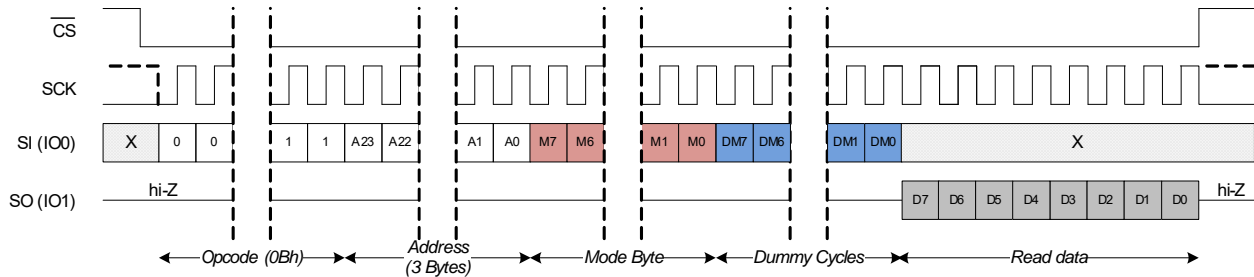 CS
SCK
SI (IO0) X 0 0 1 1 A23 A22 A1 A0 M7 M6 M1 M0 DM7 DM6 DM1 DM0 X
hi-Z hi-Z
SO (IO1) D7 D6 D5 D4 D3 D2 D1 D0
Opcode (0Bh) Address (3 Bytes) Mode Byte Dummy Cycles Read data